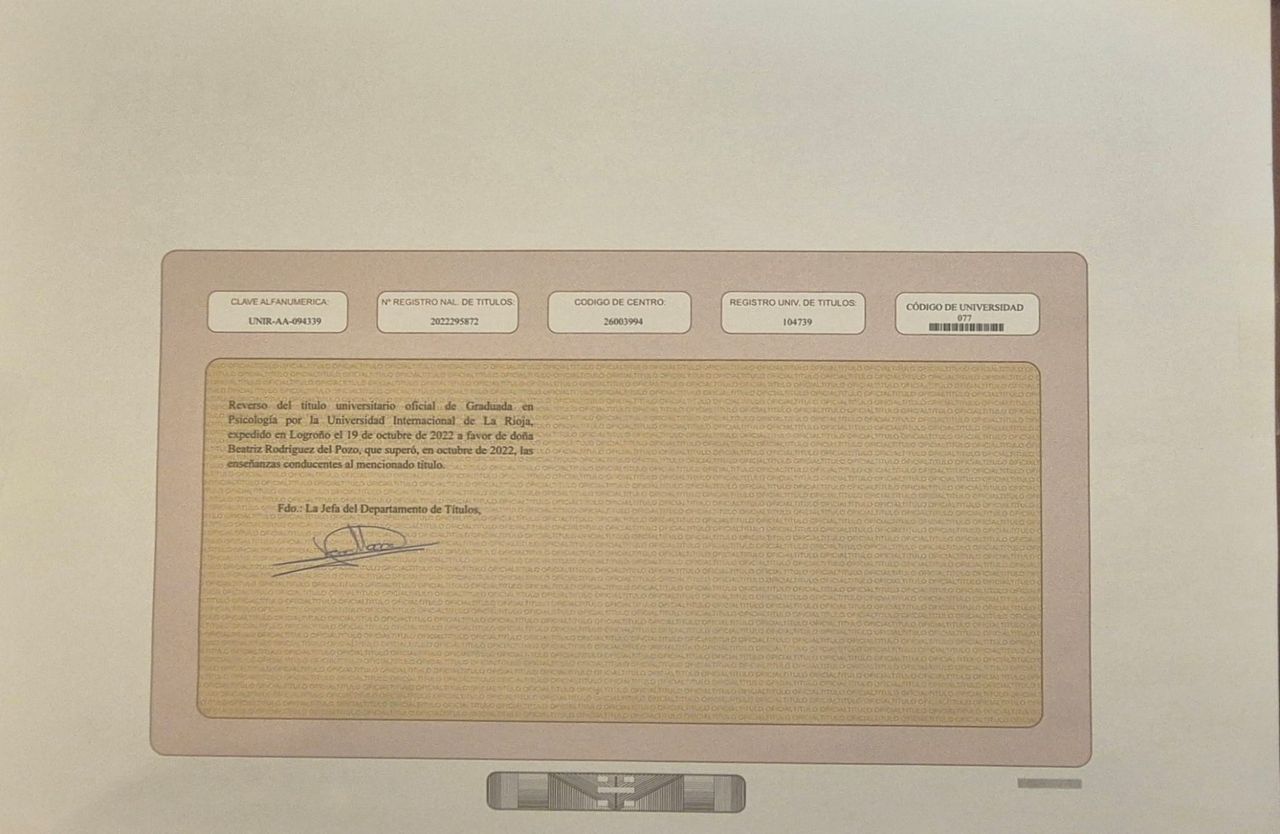 CLAVE ALFANUMERICA:
UNIR-AA-094339
Nº REGISTRO NAL. DE TITULOS:
2022295872
CODIGO DE CENTRO:
26003994
REGISTRO UNIV. DE TITULOS:
104739
CÓDIGO DE UNIVERSIDAD
077
Reverso del título universitario oficial de Graduada en
Psicología por la Universidad Internacional de La Rioja,
expedido en Logroño el 19 de octubre de 2022 a favor de doña
Beatriz Rodríguez del Pozo, que superó, en octubre de 2022, las
enseñanzas conducentes al mencionado título.
Fdo.: La Jefa del Departamento de Títulos,